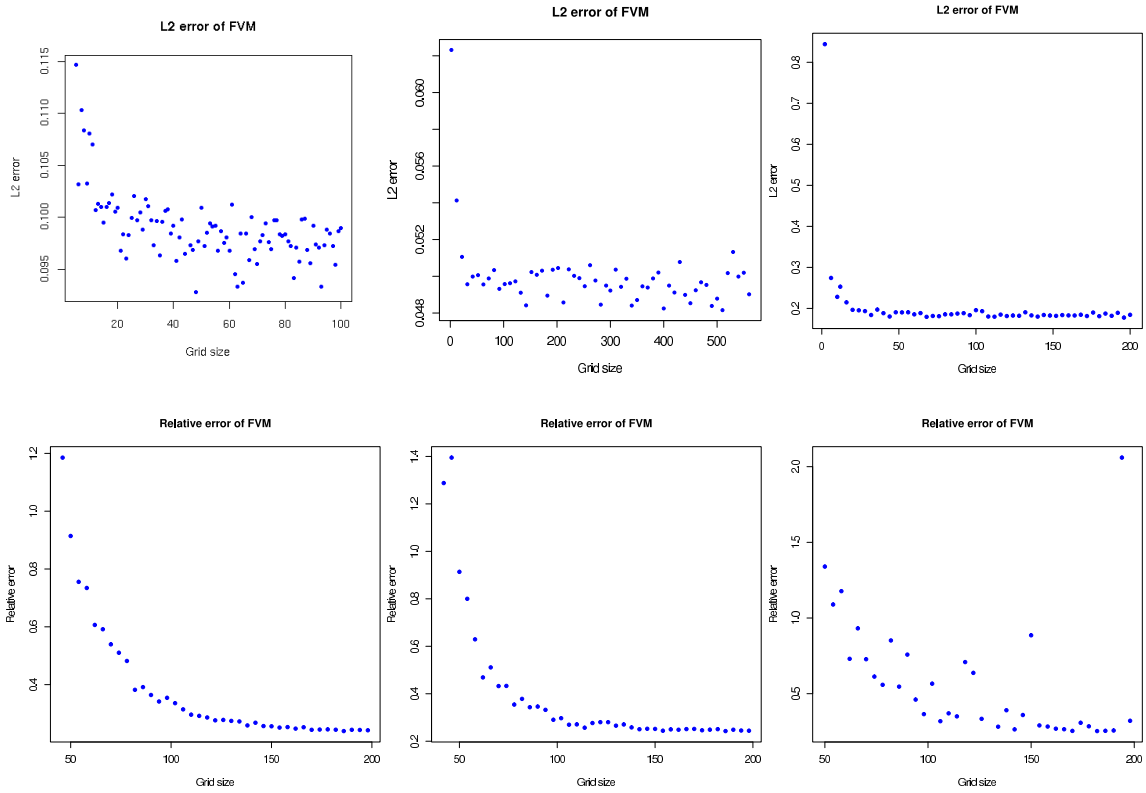 L2 error of FVM
L2 error
0.095 0.100 0.105 0.110 0.115
20 40 60 80 100
Grid size
L2 error of FVM
L2 error
0.048 0.052 0.056 0.060
0 100 200 300 400 500
Grid size
L2 error of FVM
L2 error
0.2 0.3 0.4 0.5 0.6 0.7 0.8
0 50 100 150 200
Grid size
Relative error of FVM
Relative error
0.4 0.6 0.8 1.0 1.2
50 100 150 200
Grid size
Relative error of FVM
Relative error
0.2 0.4 0.6 0.8 1.0 1.2 1.4
50 100 150 200
Grid size
Relative error of FVM
Relative error
0.5 1.0 1.5 2.0
50 100 150 200
Grid size